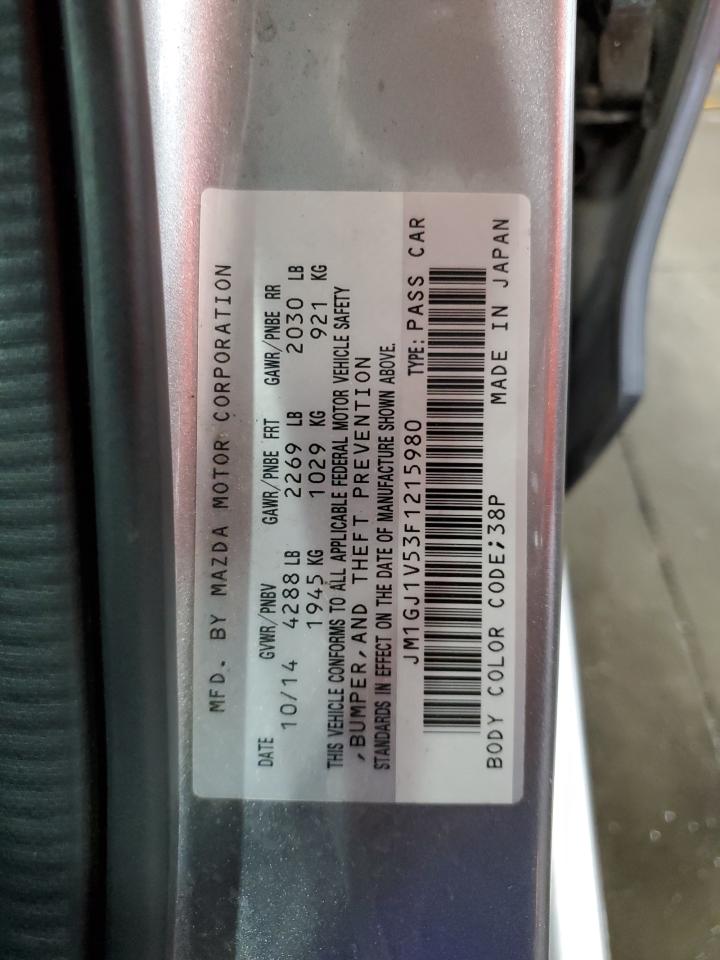 MFD. BY MAZDA MOTOR CORPORATION
DATE GVWR/PNBV GAWR/PNBE FRT GAWR/PNBE RR
10/14 4288 LB 2269 LB 2030 LB
1945 KG 1029 KG 921 KG
THIS VEHICLE CONFORMS TO ALL APPLICABLE FEDERAL MOTOR VEHICLE SAFETY
,BUMPER,AND THEFT PREVENTION
STANDARDS IN EFFECT ON THE DATE OF MANUFACTURE SHOWN ABOVE.
JM1GJ1V53F1215980 TYPE: PASS CAR
BODY COLOR CODE;38P MADE IN JAPAN